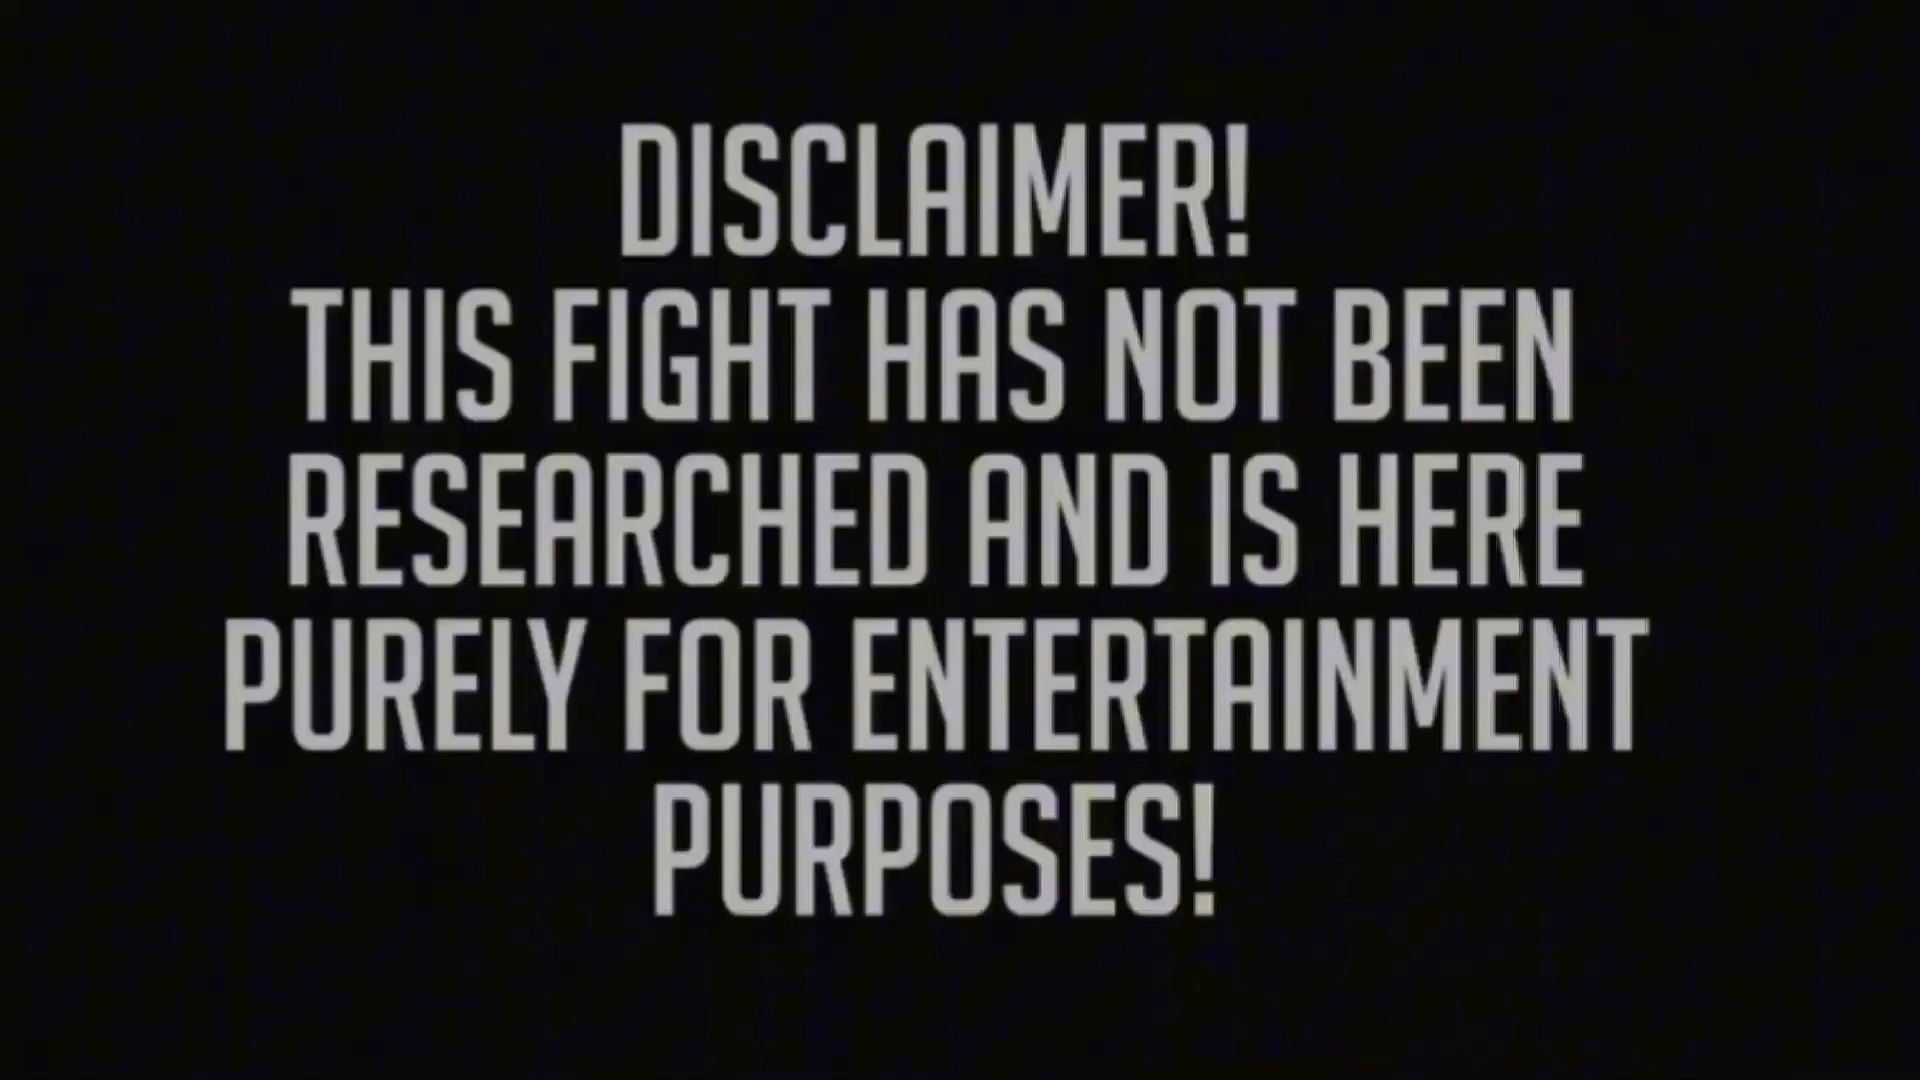 DISCLAIMER!
THIS FIGHT HAS NOT BEEN
RESEARCHED AND IS HERE
PURELY FOR ENTERTAINMENT
PURPOSES!